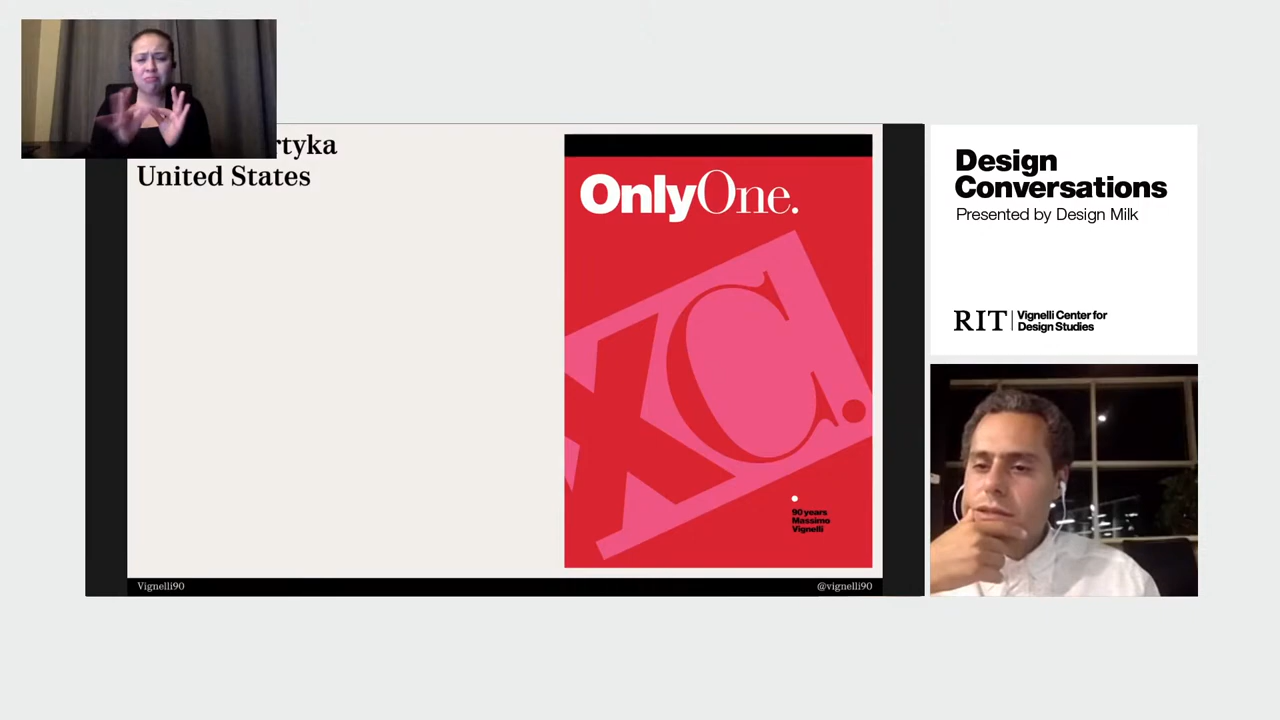 rtyka
United States
OnlyOne.
XC.
90 years
Massimo
Vignelli
Vignelli90
@vignelli90
Design
Conversations
Presented by Design Milk
RIT
Vignelli Center for
Design Studies